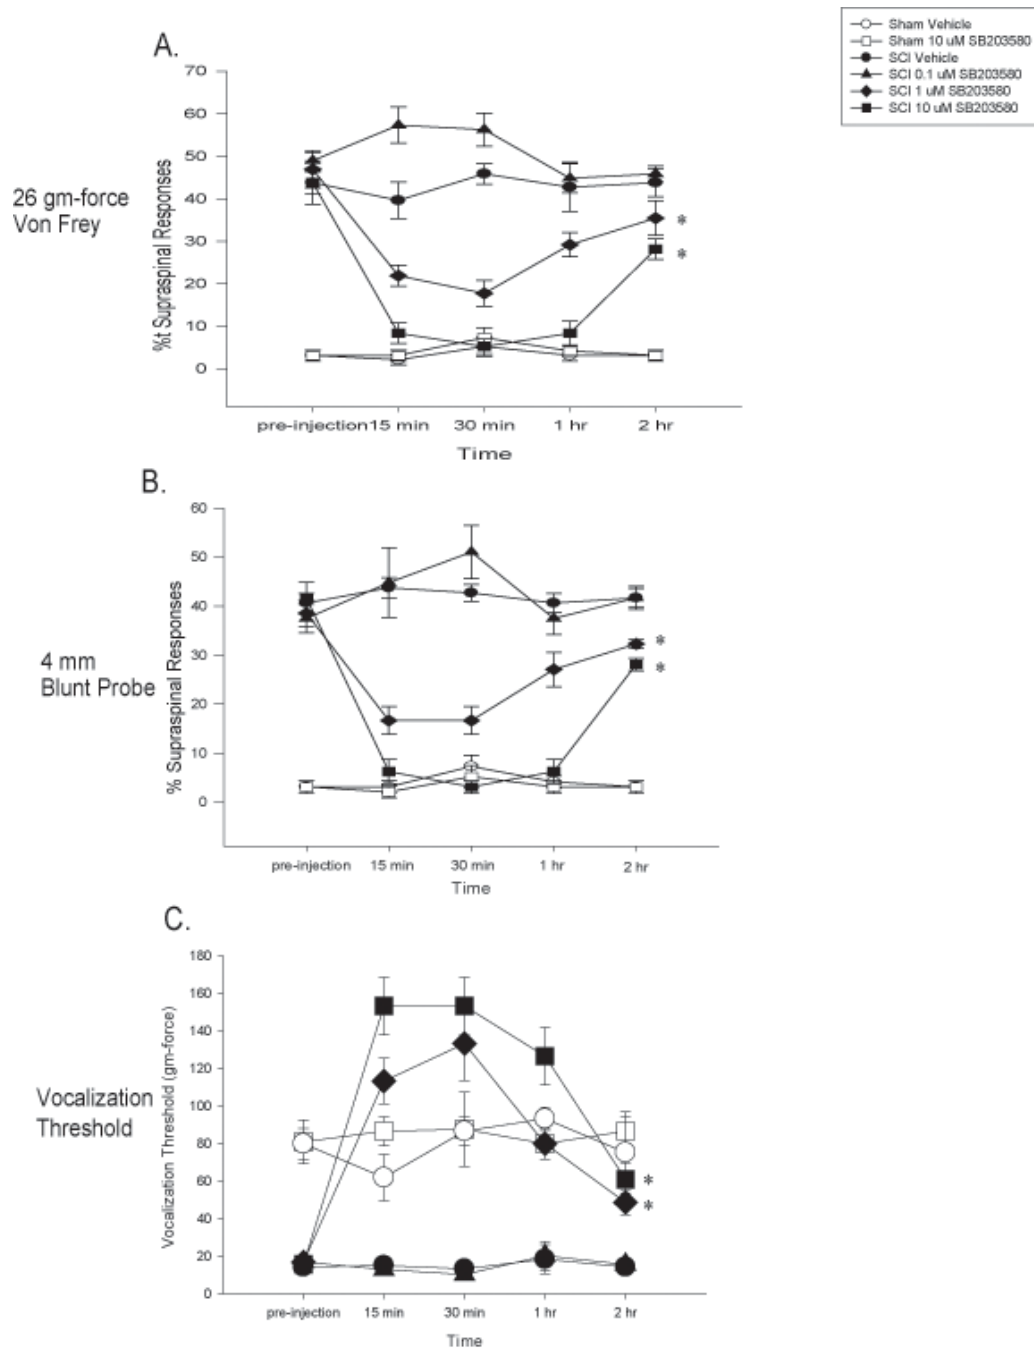 Sham Vehicle
Sham 10 uM SB203580
SCI Vehicle
SCI 0.1 uM SB203580
SCI 1 uM SB203580
SCI 10 uM SB203580
A.
26 gm-force
Von Frey
%t Supraspinal Responses
70
60
50
40
30
20
10
0
pre-injection 15 min 30 min 1 hr 2 hr
Time
*
*
B.
4 mm
Blunt Probe
% Supraspinal Responses
60
50
40
30
20
10
0
pre-injection 15 min 30 min 1 hr 2 hr
Time
*
*
C.
Vocalization
Threshold
Vocalization Threshold (gm-force)
180
160
140
120
100
80
60
40
20
0
pre-injection 15 min 30 min 1 hr 2 hr
Time
*
*